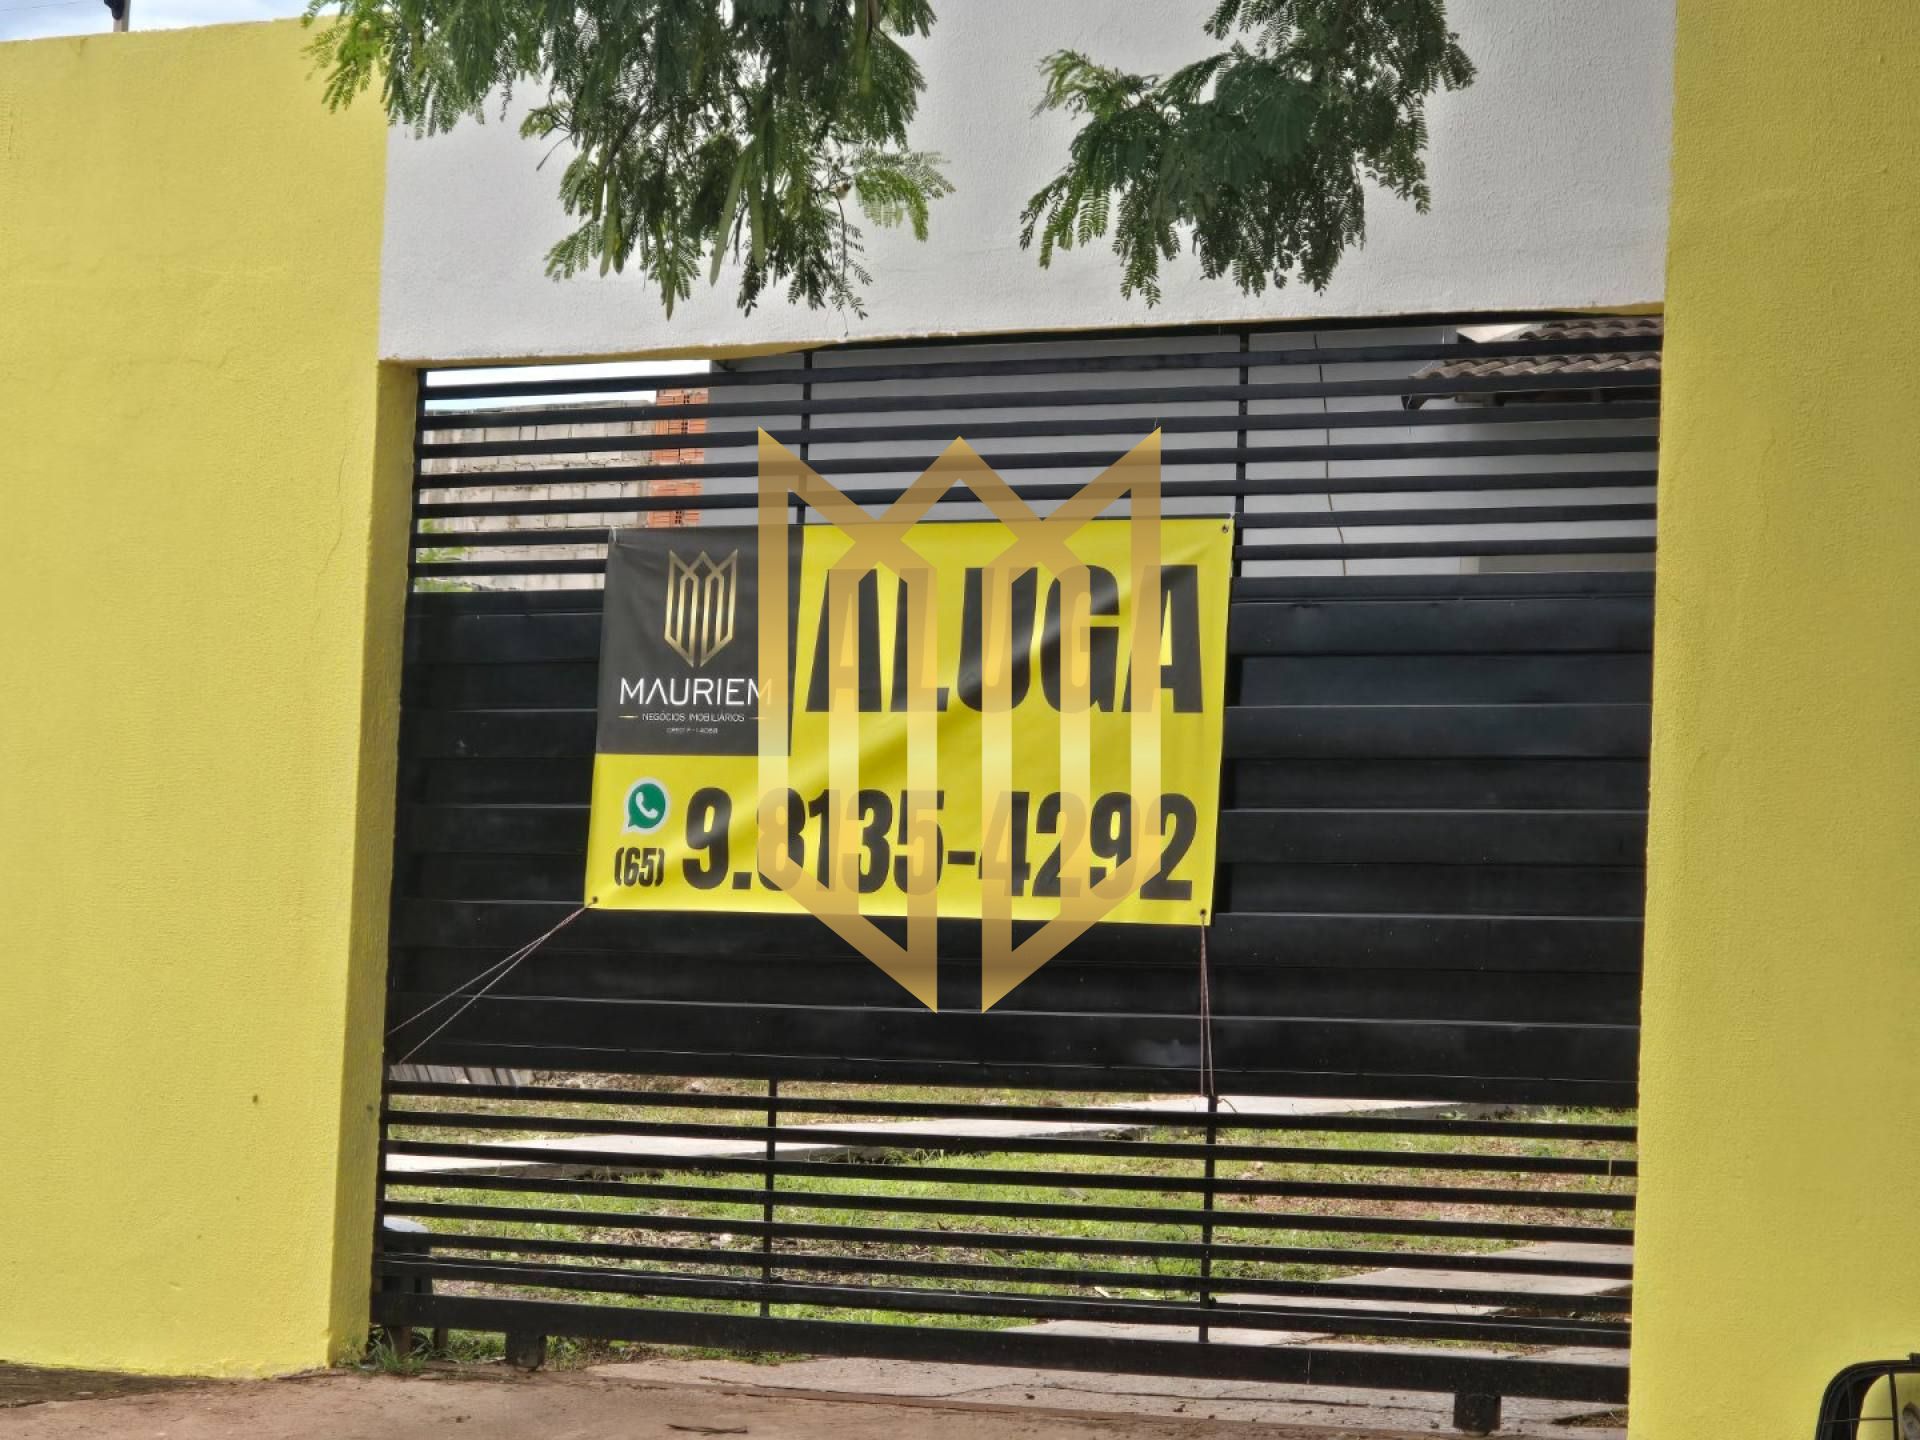 ALUGA
MAURIEM
NEGÓCIOS IMOBILIÁRIOS
(65) 9.8135-4292